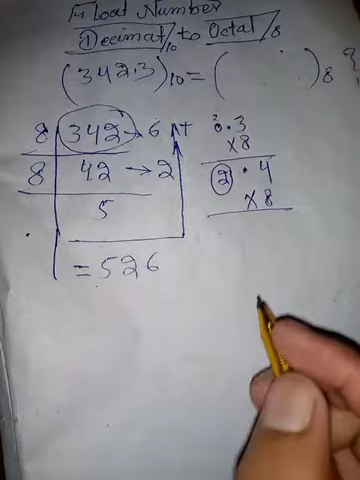 Float Number
① Decimal/10 to Octal/8
(342.3)10 = ( . )8
8 | 342 → 6
8 | 42 → 2
5
= 526
0.3
×8
2.4
×8